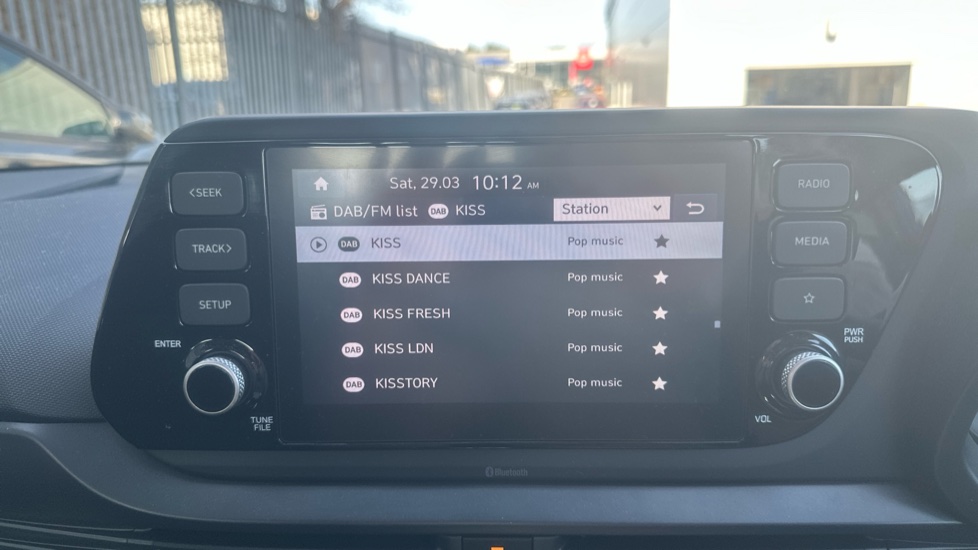 Sat, 29.03 10:12 AM
DAB/FM list DAB KISS Station
DAB KISS Pop music
DAB KISS DANCE Pop music
DAB KISS FRESH Pop music
DAB KISS LDN Pop music
DAB KISSTORY Pop music
<SEEK
TRACK>
SETUP
ENTER
TUNE
FILE
RADIO
MEDIA
PWR
PUSH
VOL
Bluetooth